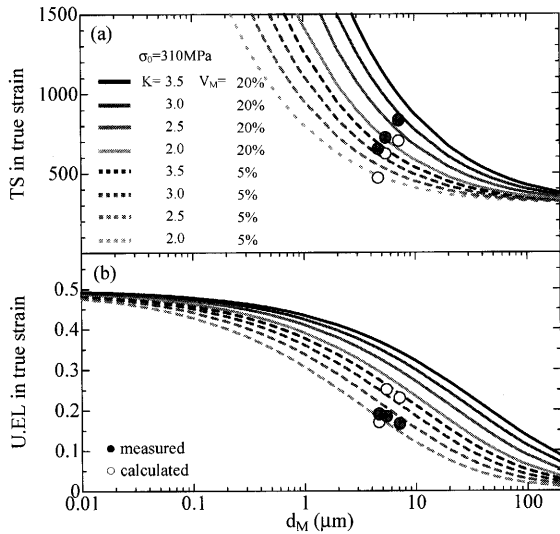 1500
1000
500
TS in true strain
(a)
σ₀=310MPa
K= 3.5 V_M= 20%
3.0 20%
2.5 20%
2.0 20%
3.5 5%
3.0 5%
2.5 5%
2.0 5%
(b)
0.5
0.4
0.3
0.2
0.1
0
U.EL in true strain
measured
calculated
0.01 0.1 1 10 100
d_M (μm)